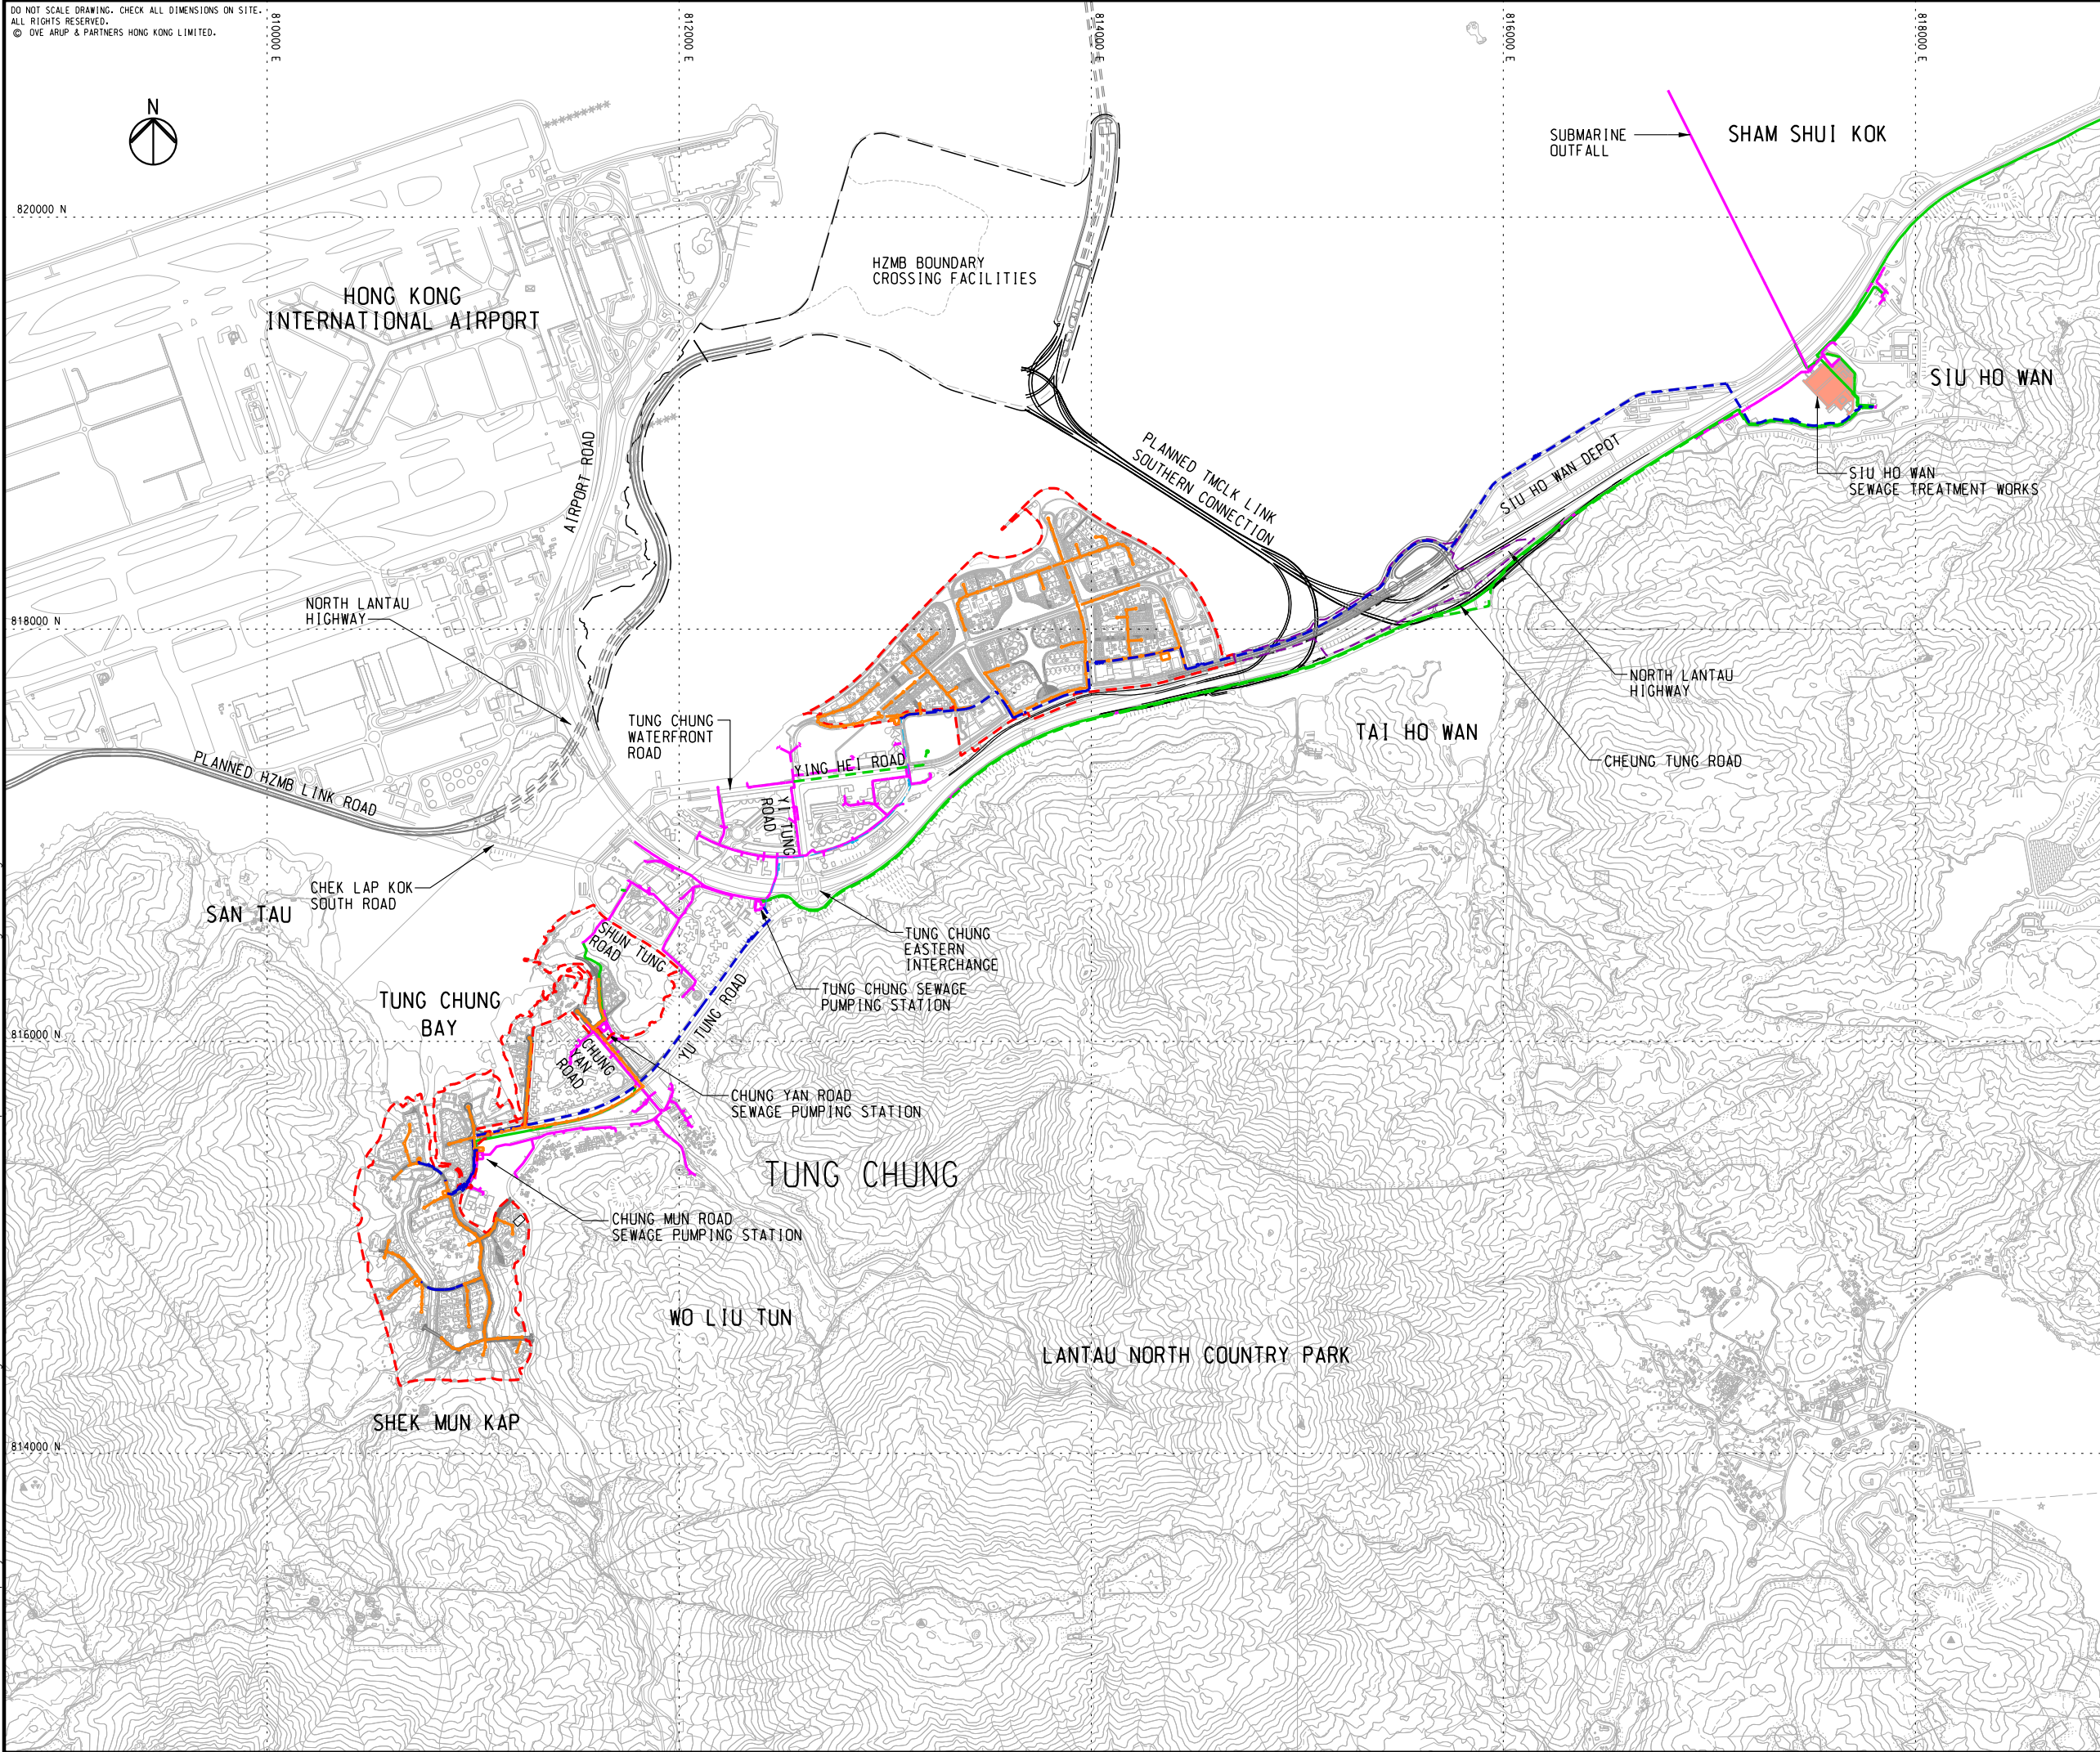 DO NOT SCALE DRAWING. CHECK ALL DIMENSIONS ON SITE.
ALL RIGHTS RESERVED.
© OVE ARUP & PARTNERS HONG KONG LIMITED.
810000 E
812000 E
814000 E
816000 E
818000 E
N
SUBMARINE
OUTFALL
SHAM SHUI KOK
820000 N
HZMB BOUNDARY
CROSSING FACILITIES
HONG KONG
INTERNATIONAL AIRPORT
SIU HO WAN
AIRPORT ROAD
PLANNED TMCLK LINK
SOUTHERN CONNECTION
SIU HO WAN DEPOT
SIU HO WAN
SEWAGE TREATMENT WORKS
NORTH LANTAU
HIGHWAY
818000 N
NORTH LANTAU
HIGHWAY
TUNG CHUNG
WATERFRONT
ROAD
TAI HO WAN
CHEUNG TUNG ROAD
YING HEI ROAD
PLANNED HZMB LINK ROAD
YI TUNG
ROAD
CHEK LAP KOK
SOUTH ROAD
SAN TAU
SHUN TUNG
ROAD
TUNG CHUNG
EASTERN
INTERCHANGE
TUNG CHUNG SEWAGE
PUMPING STATION
TUNG CHUNG
BAY
YU TUNG ROAD
816000 N
CHUNG
YAN
ROAD
CHUNG YAN ROAD
SEWAGE PUMPING STATION
TUNG CHUNG
CHUNG MUN ROAD
SEWAGE PUMPING STATION
WO LIU TUN
LANTAU NORTH COUNTRY PARK
SHEK MUN KAP
814000 N